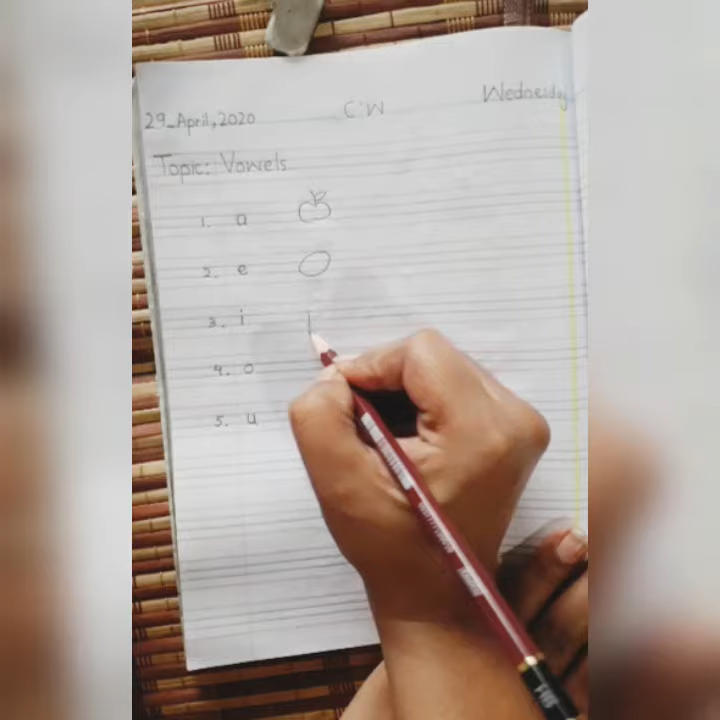 29_April,2020 C.W Wednesday
Topic: Vowels
1. a
2. e
3. i
4. o
5. u